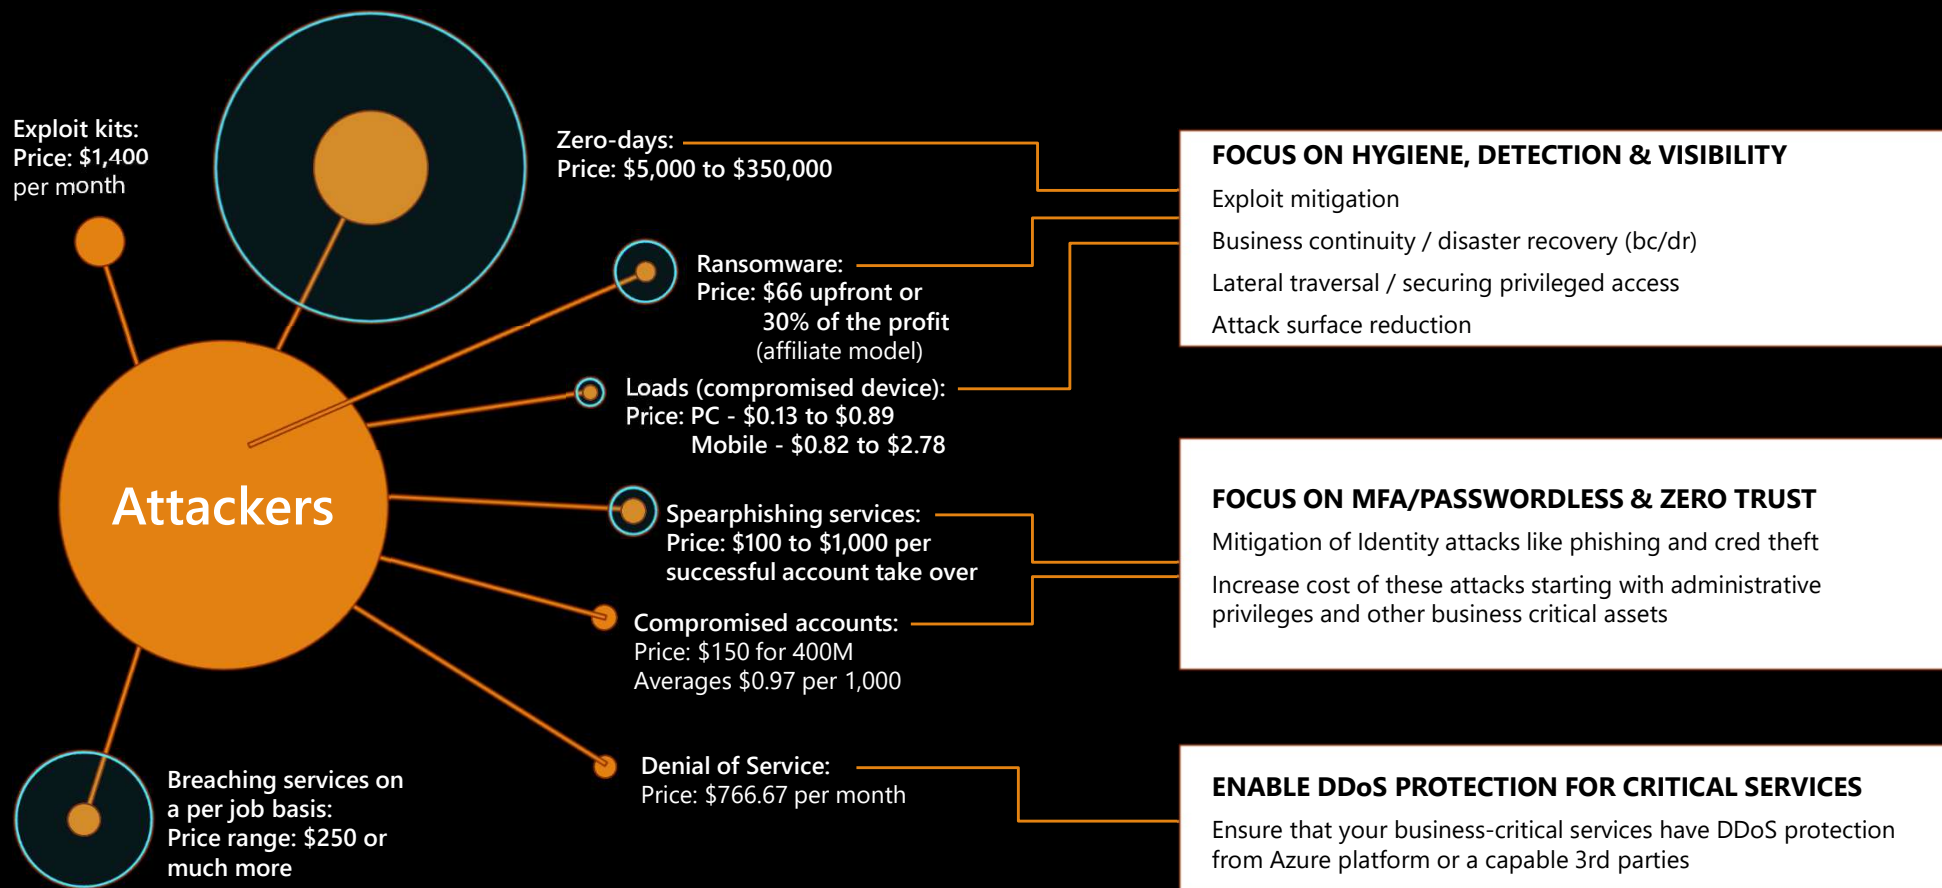 Exploit kits:
Price: $1,400
per month
Zero-days:
Price: $5,000 to $350,000
Ransomware:
Price: $66 upfront or
30% of the profit
(affiliate model)
Loads (compromised device):
Price: PC - $0.13 to $0.89
Mobile - $0.82 to $2.78
Attackers
Spearphishing services:
Price: $100 to $1,000 per
successful account take over
Compromised accounts:
Price: $150 for 400M
Averages $0.97 per 1,000
Denial of Service:
Price: $766.67 per month
Breaching services on
a per job basis:
Price range: $250 or
much more
FOCUS ON HYGIENE, DETECTION & VISIBILITY
Exploit mitigation
Business continuity / disaster recovery (bc/dr)
Lateral traversal / securing privileged access
Attack surface reduction
FOCUS ON MFA/PASSWORDLESS & ZERO TRUST
Mitigation of Identity attacks like phishing and cred theft
Increase cost of these attacks starting with administrative
privileges and other business critical assets
ENABLE DDoS PROTECTION FOR CRITICAL SERVICES
Ensure that your business-critical services have DDoS protection
from Azure platform or a capable 3rd parties